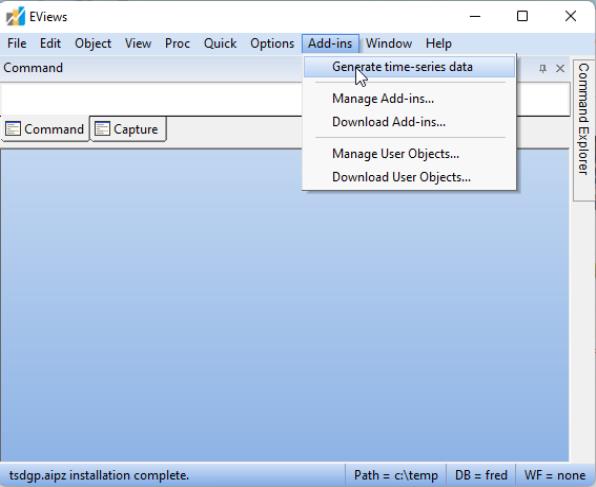 EViews
File Edit Object View Proc Quick Options Add-ins Window Help
Command
Generate time-series data
Manage Add-ins...
Download Add-ins...
Manage User Objects...
Download User Objects...
Command Capture
Command Explorer
tsdgp.aipz installation complete. Path = c:\temp DB = fred WF = none